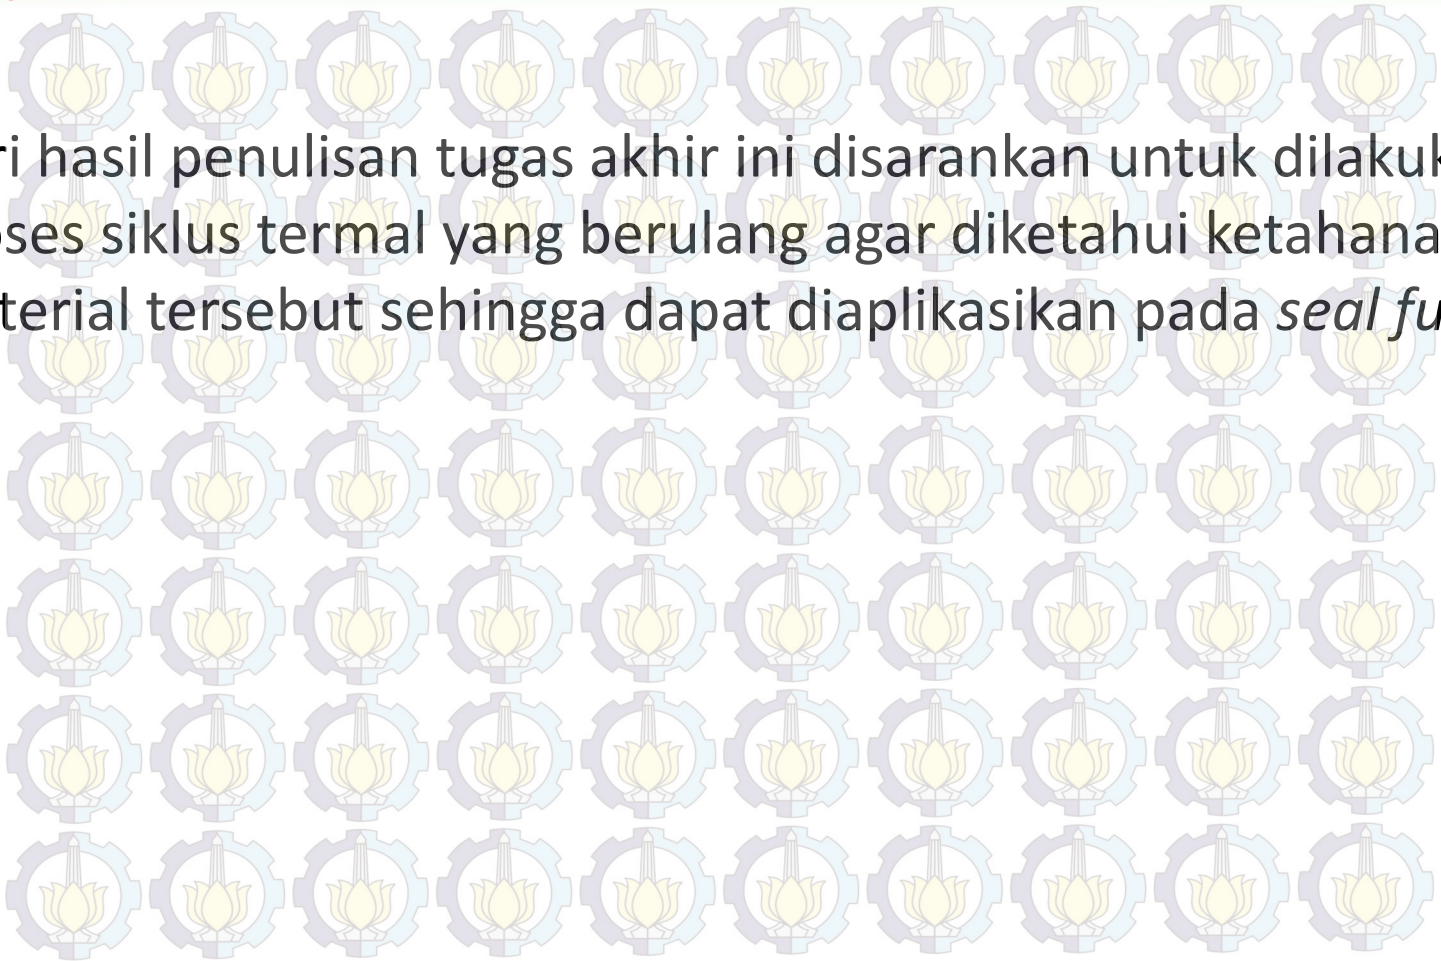 ri hasil penulisan tugas akhir ini disarankan untuk dilakuk
ses siklus termal yang berulang agar diketahui ketahana
terial tersebut sehingga dapat diaplikasikan pada seal fu